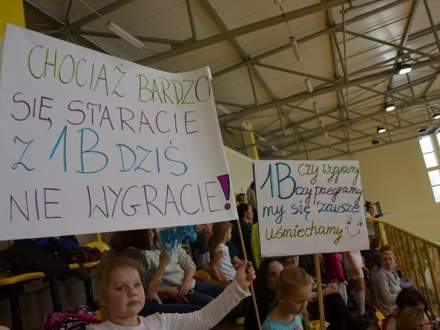 CHOCIAŻ BARDZO
SIĘ STARACIE
Z 1B DZIŚ
NIE WYGRACIE!
1B czy wygramy
czy przegramy
my się zawsze
uśmiechamy